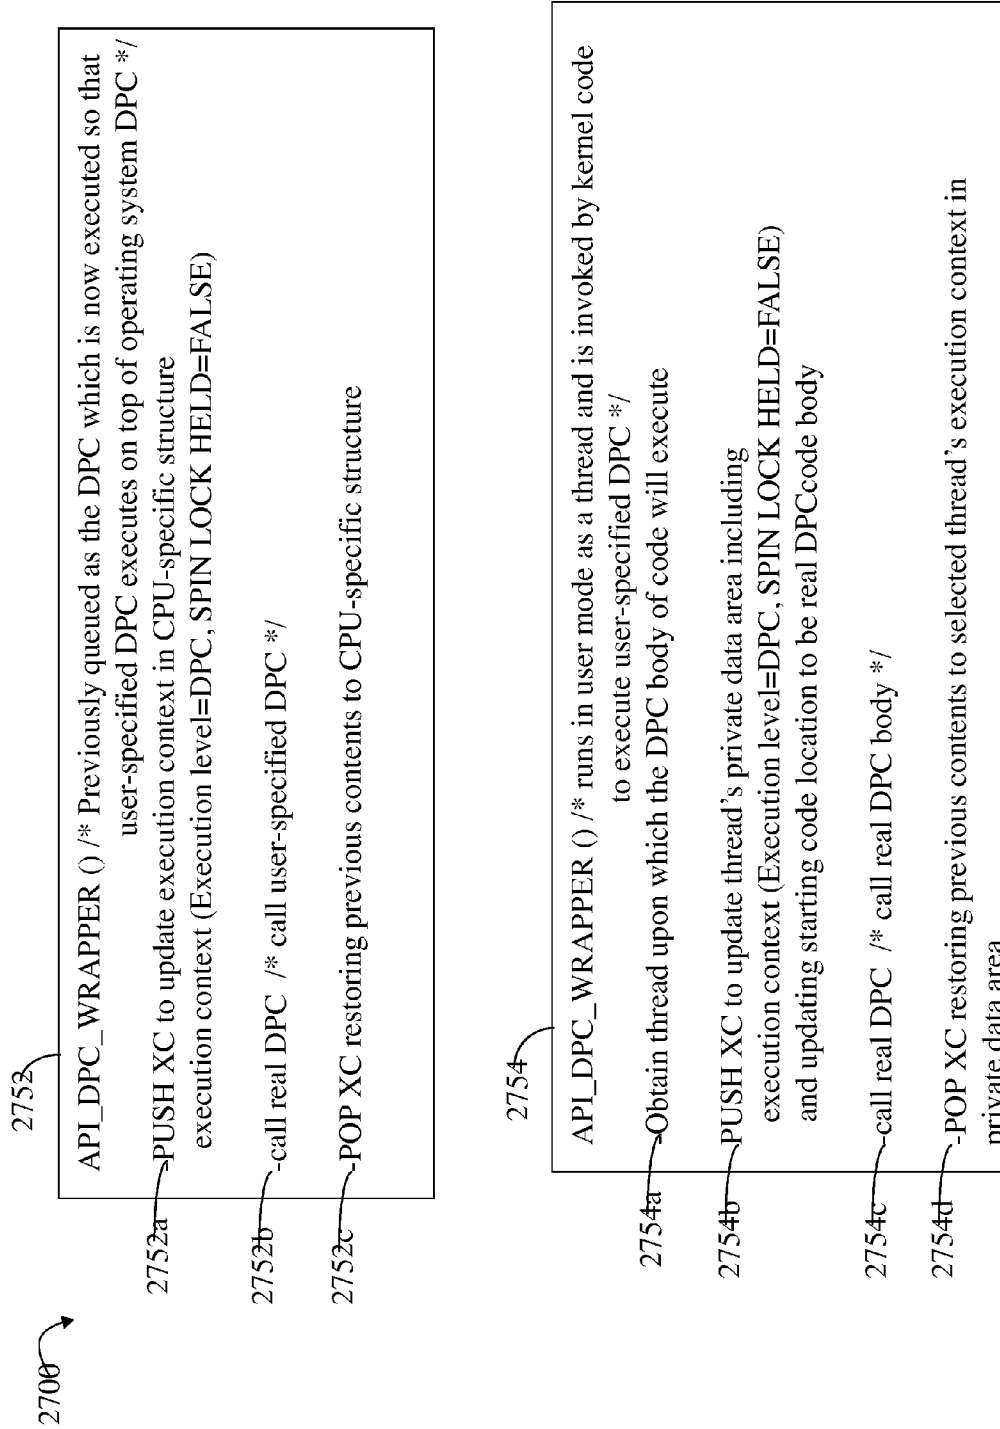 2700
2752
API_DPC_WRAPPER () /* Previously queued as the DPC which is now executed so that
user-specified DPC executes on top of operating system DPC */
2752a
-PUSH XC to update execution context in CPU-specific structure
execution context (Execution level=DPC, SPIN LOCK HELD=FALSE)
2752b
-call real DPC /* call user-specified DPC */
2752c
-POP XC restoring previous contents to CPU-specific structure
2754
API_DPC_WRAPPER () /* runs in user mode as a thread and is invoked by kernel code
to execute user-specified DPC */
2754a
-Obtain thread upon which the DPC body of code will execute
2754b
-PUSH XC to update thread's private data area including
execution context (Execution level=DPC, SPIN LOCK HELD=FALSE)
and updating starting code location to be real DPCcode body
2754c
-call real DPC /* call real DPC body */
2754d
-POP XC restoring previous contents to selected thread's execution context in
private data area